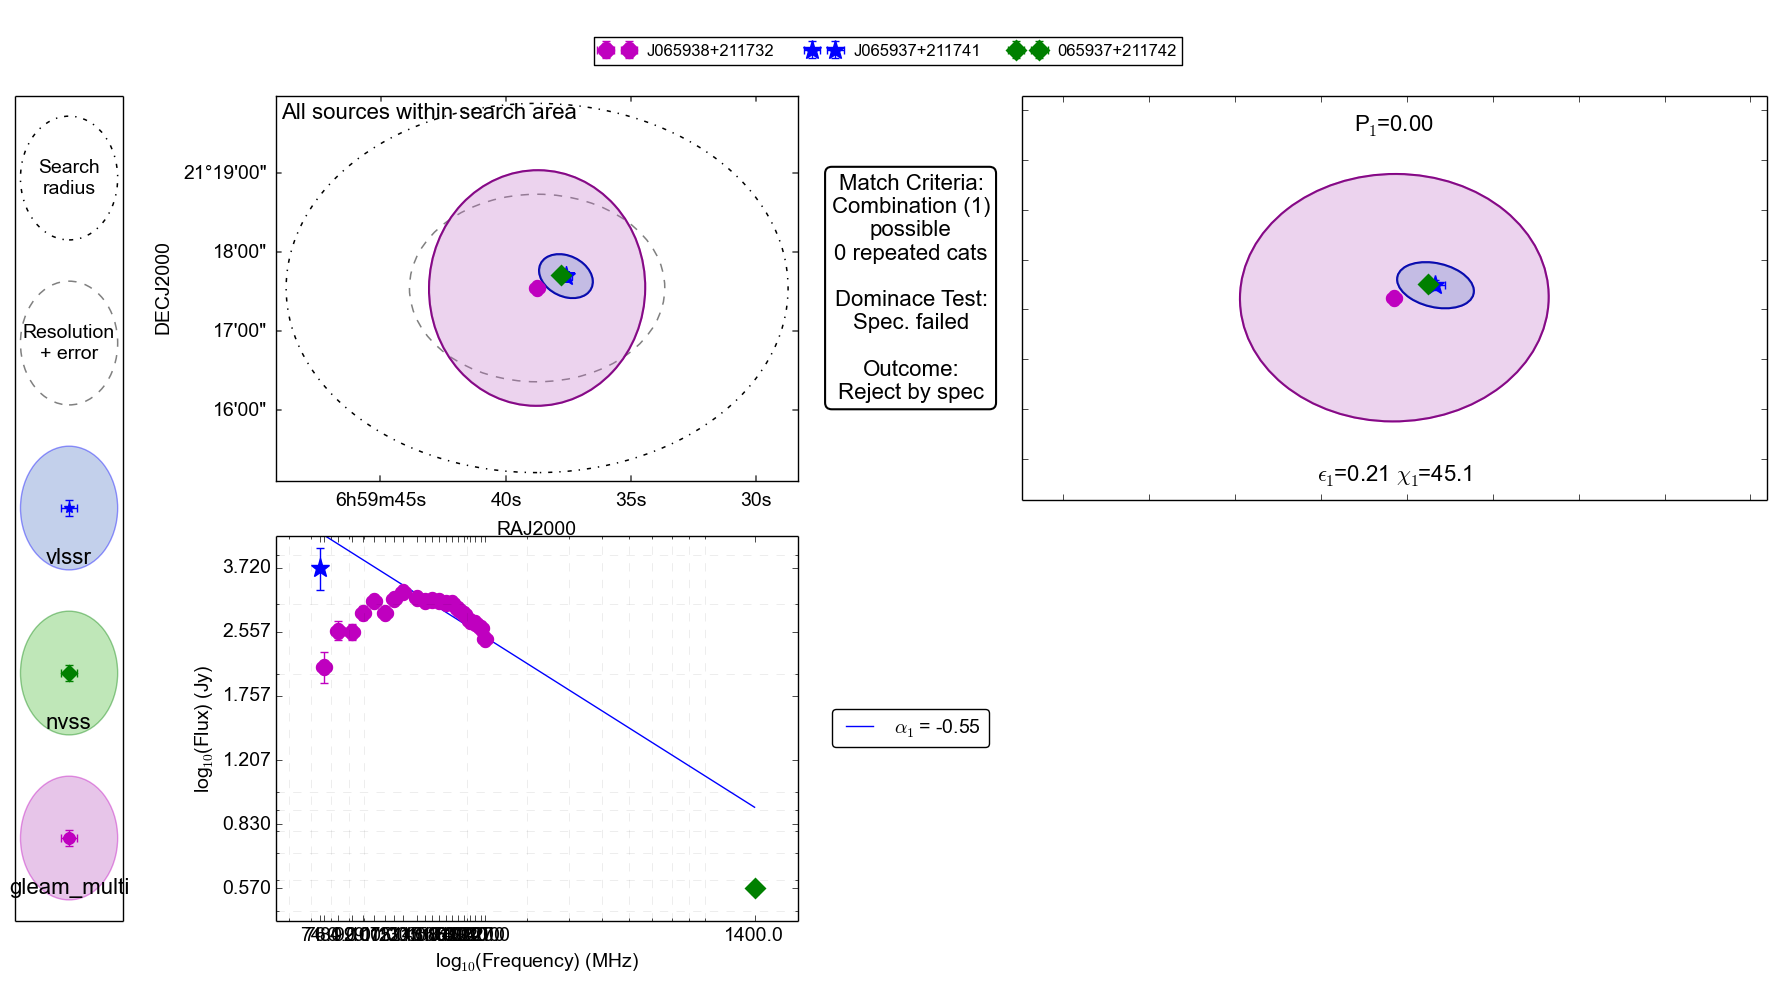 J065938+211732 J065937+211741 065937+211742
Search
radius
Resolution
+ error
vlssr
nvss
gleam_multi
All sources within search area
DECJ2000
21°19'00"
18'00"
17'00"
16'00"
6h59m45s 40s 35s 30s
RAJ2000
Match Criteria:
Combination (1)
possible
0 repeated cats
Dominace Test:
Spec. failed
Outcome:
Reject by spec
P1=0.00
ϵ1=0.21 χ1=45.1
log10(Flux) (Jy)
3.720
2.557
1.757
1.207
0.830
0.570
1400.0
log10(Frequency) (MHz)
α1 = -0.55